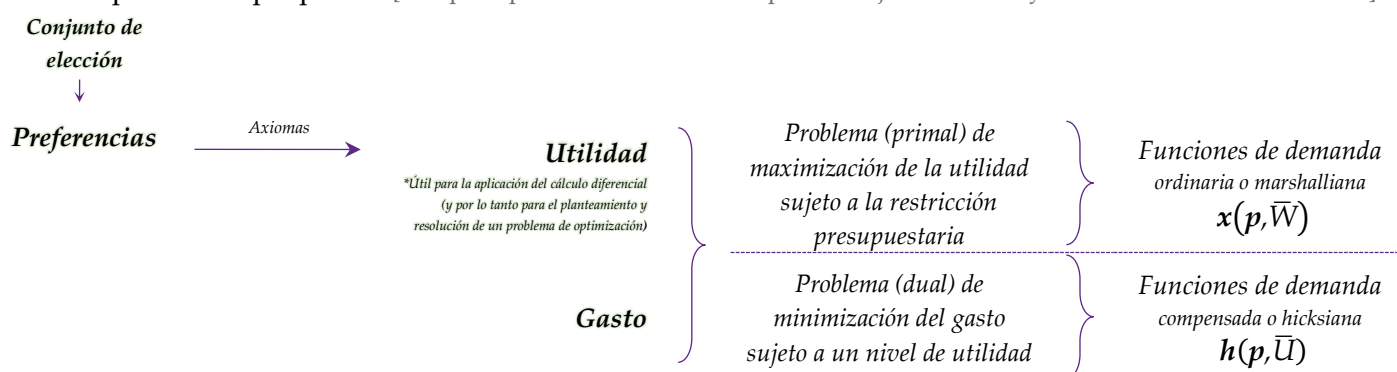 Conjunto de
elección
Preferencias
Axiomas
Utilidad
*Útil para la aplicación del cálculo diferencial
(y por lo tanto para el planteamiento y
resolución de un problema de optimización)
Gasto
Problema (primal) de
maximización de la utilidad
sujeto a la restricción
presupuestaria
Funciones de demanda
ordinaria o marshalliana
x(p,W̅)
Problema (dual) de
minimización del gasto
sujeto a un nivel de utilidad
Funciones de demanda
compensada o hicksiana
h(p,U̅)